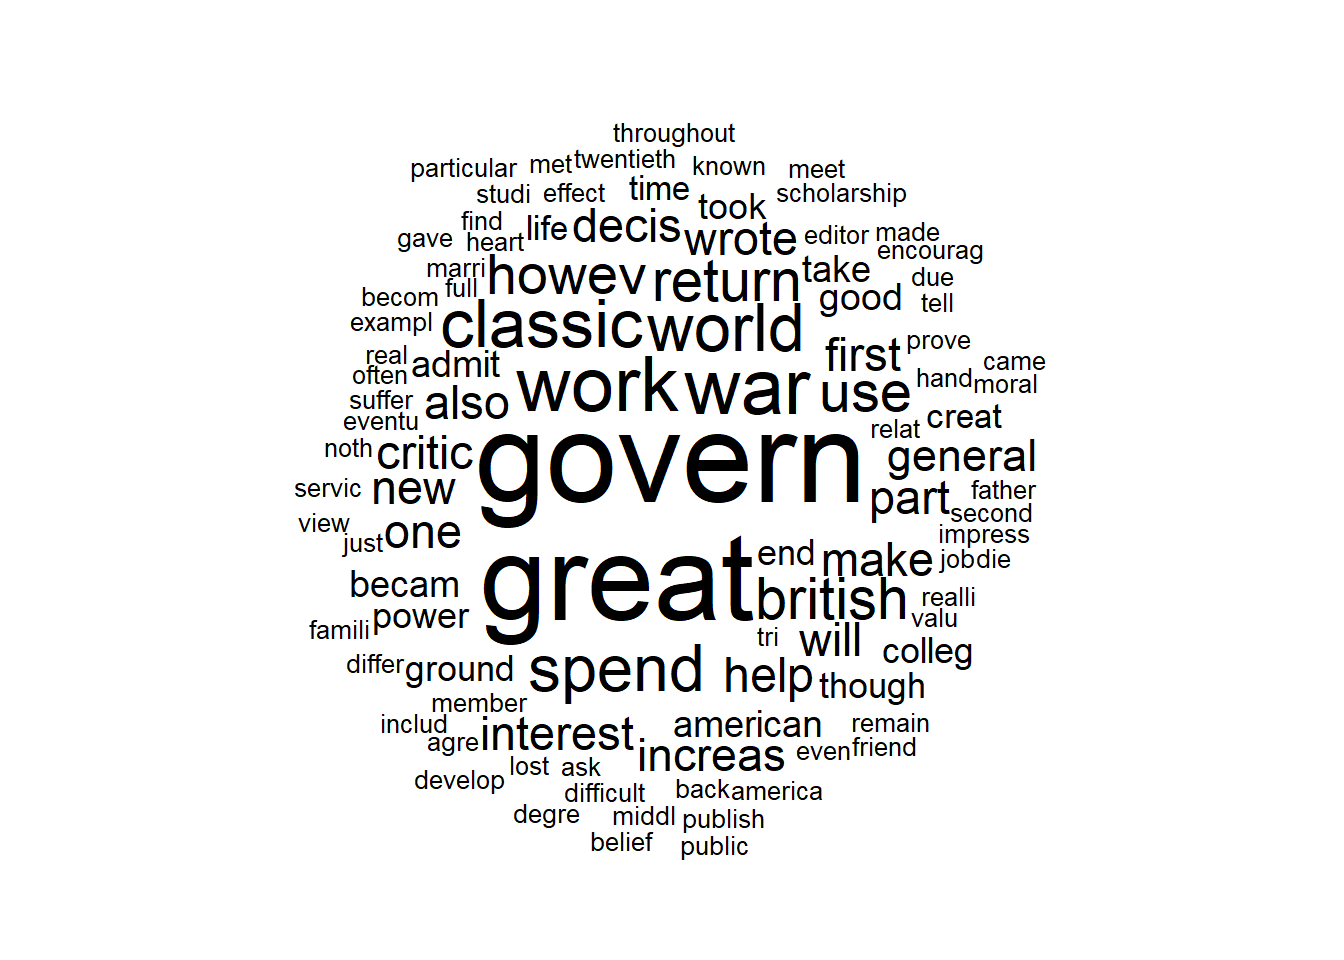 throughout
particular met twentieth known meet
studi effect time took scholarship
find life decis wrote editor made
gave heart encourag
marri howev return take due
becom full good tell
exampl classic world
real admit first prove came
often work war use hand moral
suffer also creat
eventu relat
noth critic govern general
servic new part father
view just one second
impress
end make job die
becam great british realli
famili power tri will valu
colleg
differ ground spend help though
member
includ agre interest american remain
increas even friend
develop lost ask
difficult back america
degre middl publish
belief public